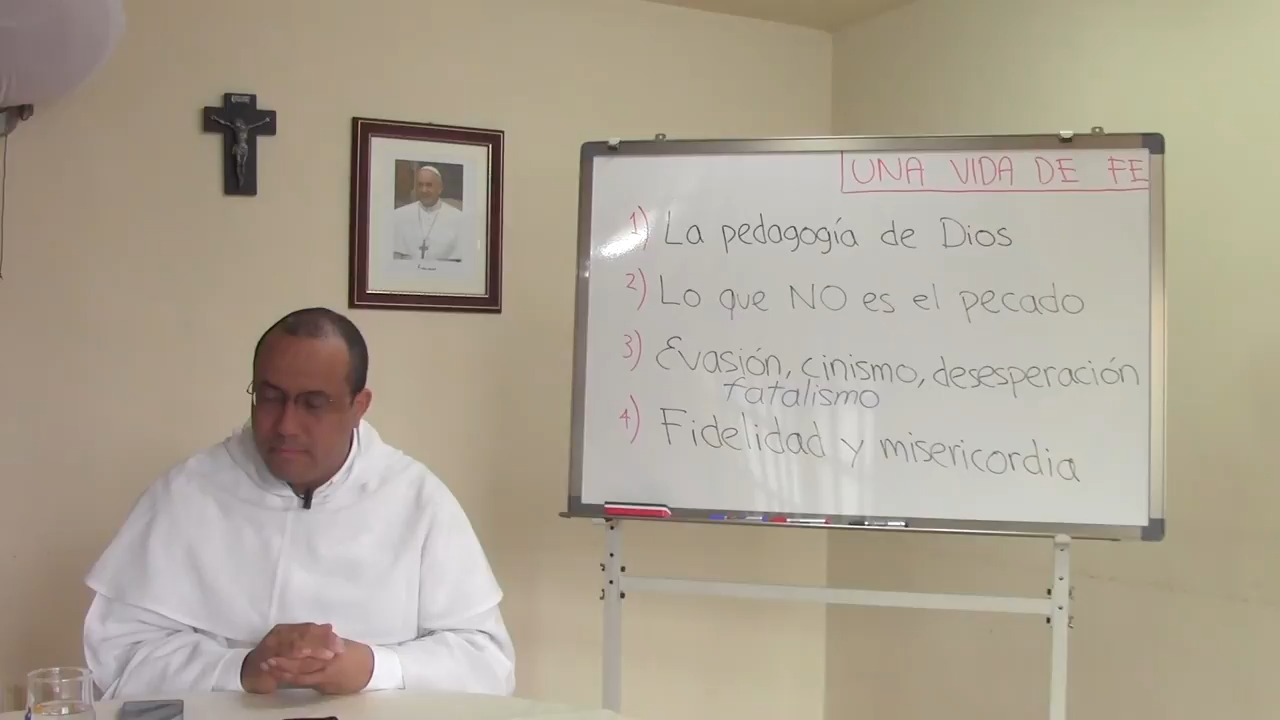 UNA VIDA DE FE
1) La pedagogía de Dios
2) Lo que NO es el pecado
3) Evasión, cinismo, desesperación
fatalismo
4) Fidelidad y misericordia